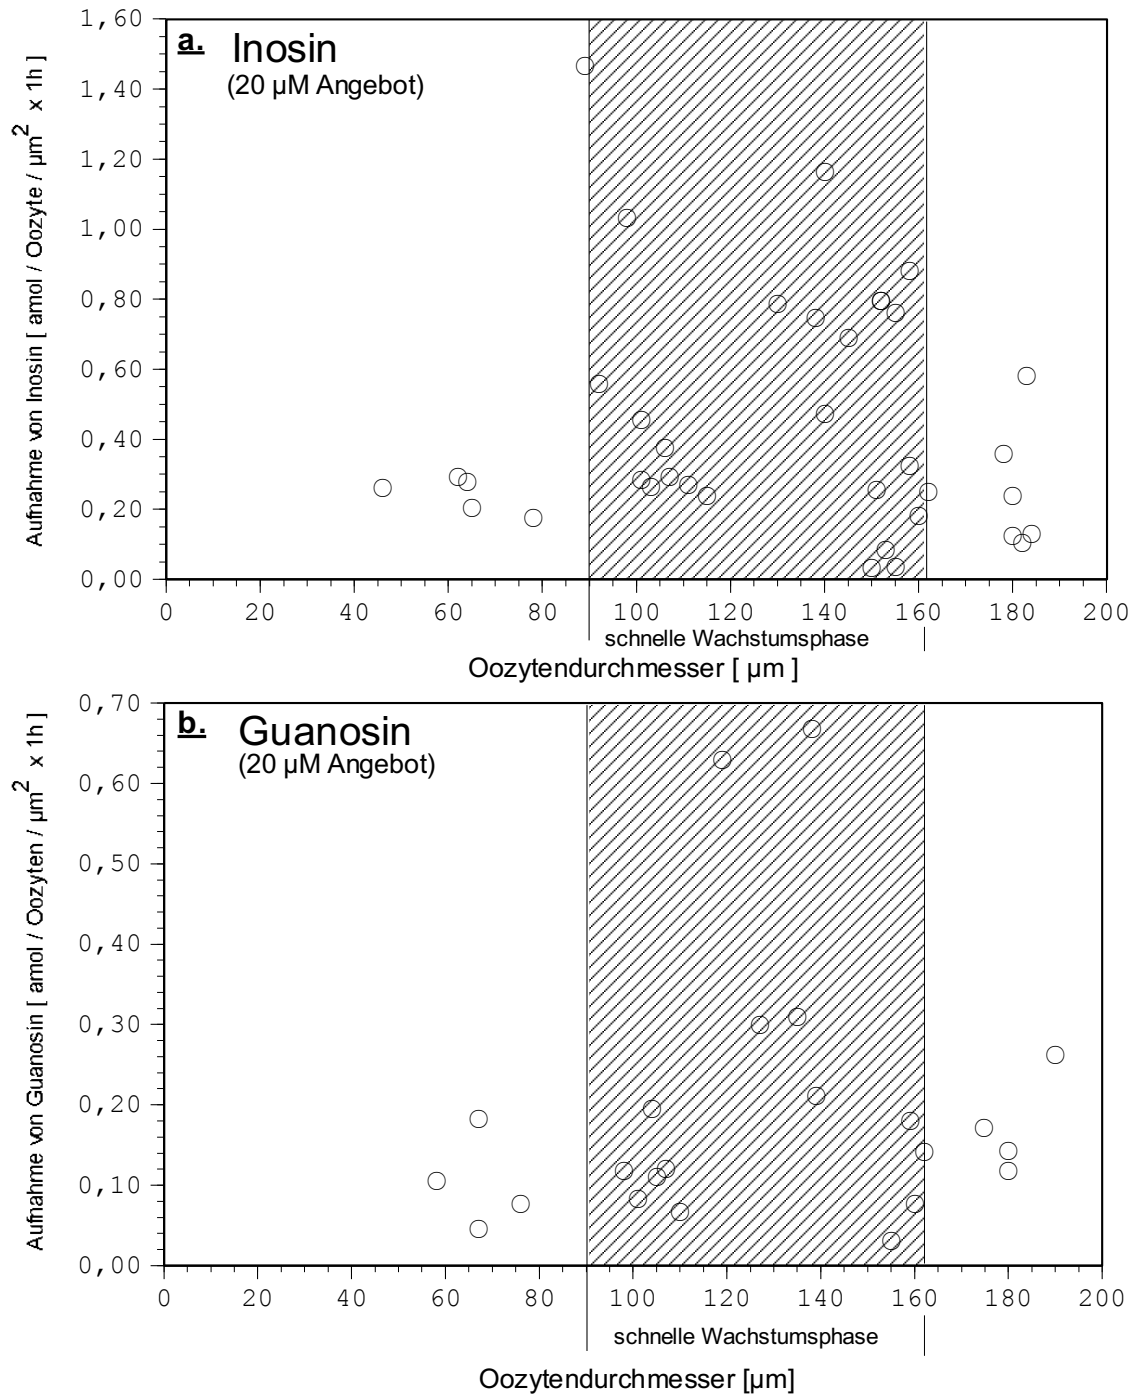 a. Inosin
(20 µM Angebot)
Aufnahme von Inosin [ amol / Oozyte / µm² x 1h ]
1,60
1,40
1,20
1,00
0,80
0,60
0,40
0,20
0,00
0 20 40 60 80 100 120 140 160 180 200
schnelle Wachstumsphase
Oozytendurchmesser [ µm ]
b. Guanosin
(20 µM Angebot)
Aufnahme von Guanosin [ amol / Oozyten / µm² x 1h ]
0,70
0,60
0,50
0,40
0,30
0,20
0,10
0,00
0 20 40 60 80 100 120 140 160 180 200
schnelle Wachstumsphase
Oozytendurchmesser [µm]